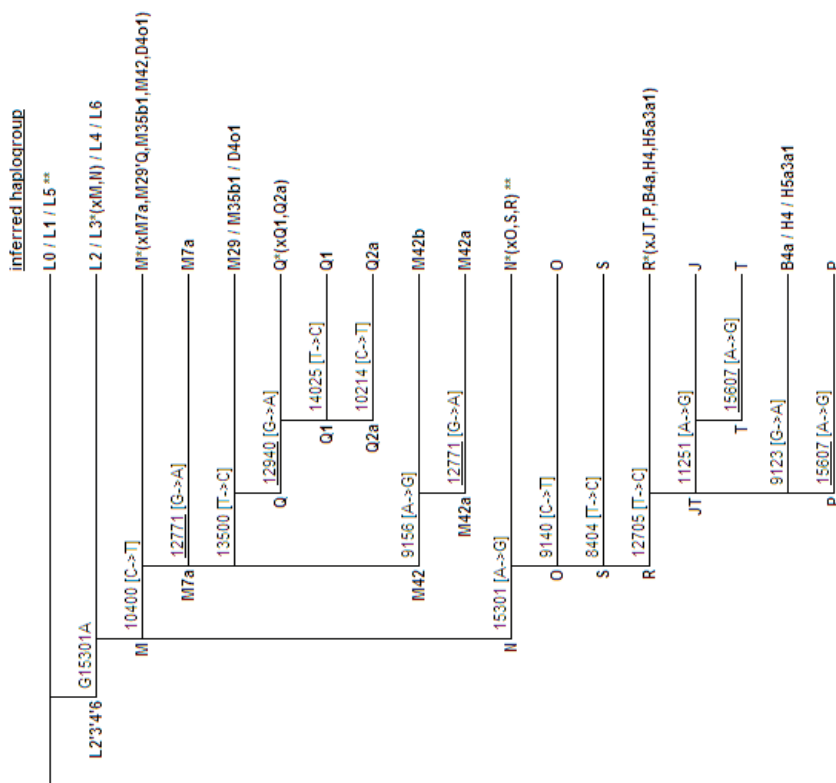 inferred haplogroup
L0 / L1 / L5 **
G15301A
L2'3'4'6
L2 / L3*(xM,N) / L4 / L6
10400 [C->T]
M
M*(xM7a,M29'Q,M35b1,M42,D4o1)
12771 [G->A]
M7a
M7a
13500 [T->C]
M29 / M35b1 / D4o1
12940 [G->A]
Q
Q*(xQ1,Q2a)
14025 [T->C]
Q1
Q1
10214 [C->T]
Q2a
Q2a
9156 [A->G]
M42
M42b
12771 [G->A]
M42a
M42a
15301 [A->G]
N
N*(xO,S,R) **
9140 [C->T]
O
O
8404 [T->C]
S
S
12705 [T->C]
R
R*(xJT,P,B4a,H4,H5a3a1)
11251 [A->G]
JT
J
15607 [A->G]
T
T
9123 [G->A]
B4a / H4 / H5a3a1
15607 [A->G]
P
P